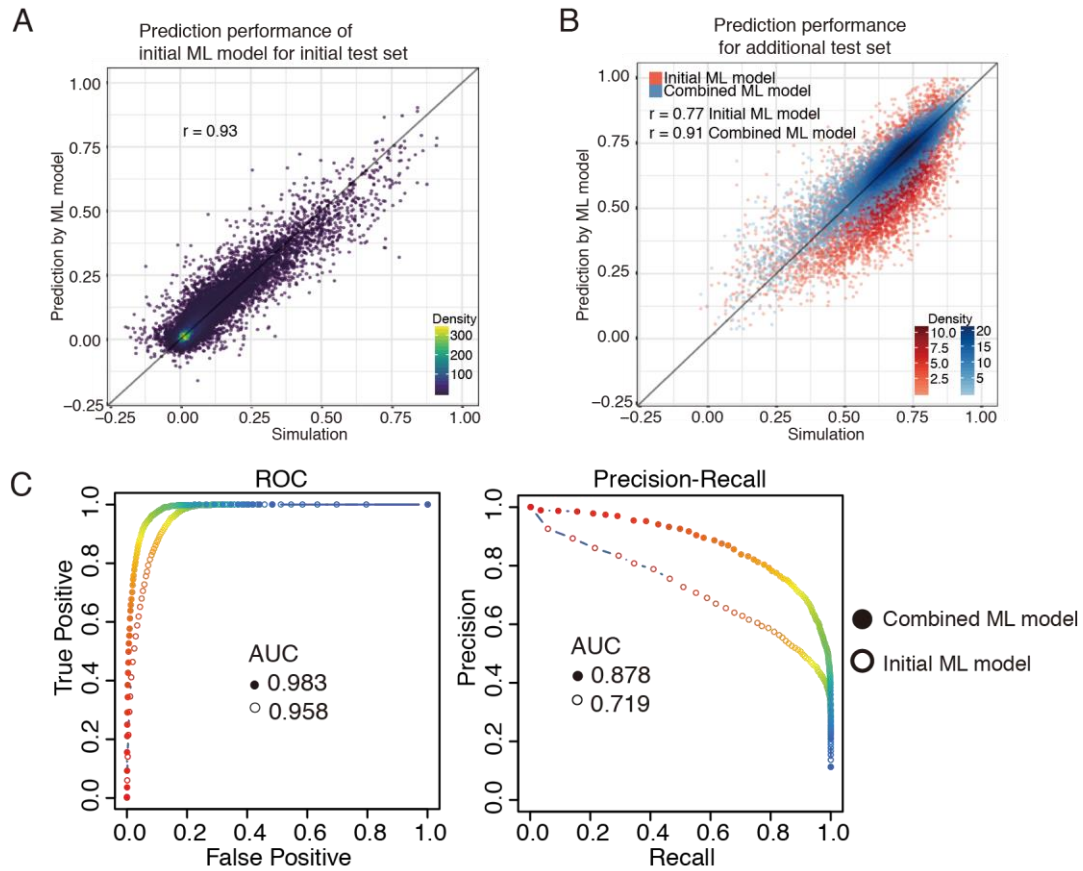 A
Prediction performance of
initial ML model for initial test set
r = 0.93
1.00
0.75
0.50
0.25
0.00
−0.25
Prediction by ML model
−0.25 0.00 0.25 0.50 0.75 1.00
Simulation
Density
300
200
100
B
Prediction performance
for additional test set
Initial ML model
Combined ML model
r = 0.77 Initial ML model
r = 0.91 Combined ML model
1.00
0.75
0.50
0.25
0.00
−0.25
Prediction by ML model
−0.25 0.00 0.25 0.50 0.75 1.00
Simulation
Density
10.0 20
7.5 15
5.0 10
2.5 5
C
ROC
True Positive
1.0
0.8
0.6
0.4
0.2
0.0
AUC
0.983
0.958
0.0 0.2 0.4 0.6 0.8 1.0
False Positive
Precision-Recall
Precision
1.0
0.8
0.6
0.4
0.2
0.0
AUC
0.878
0.719
0.0 0.2 0.4 0.6 0.8 1.0
Recall
Combined ML model
Initial ML model